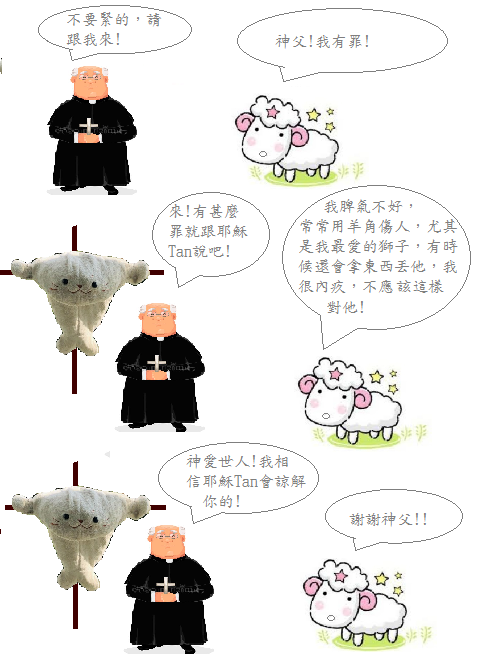 神父!我有罪!
不要緊的，請
跟我來!
來!有甚麼
罪就跟耶穌
Tan說吧!
我脾氣不好，
常常用羊角傷人，尤其
是我最愛的獅子，有時
候還會拿東西丟他，我
很內疚，不應該這樣
對他!
神愛世人!我相
信耶穌Tan會諒解
你的!
謝謝神父!!